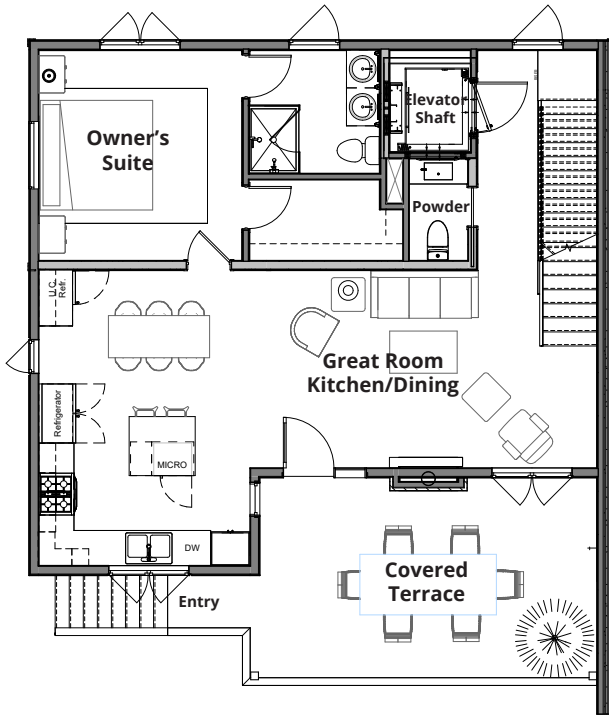 Owner's
Suite
Elevator
Shaft
Powder
U.C.
Refr.
Great Room
Kitchen/Dining
Refrigerator
MICRO
DW
Entry
Covered
Terrace